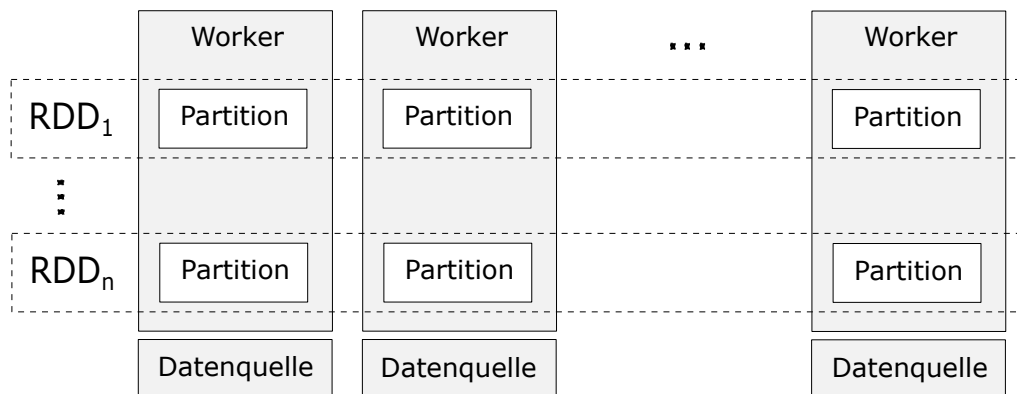 Worker Worker ... Worker
RDD₁ Partition Partition Partition
⋮
RDDₙ Partition Partition Partition
Datenquelle Datenquelle Datenquelle